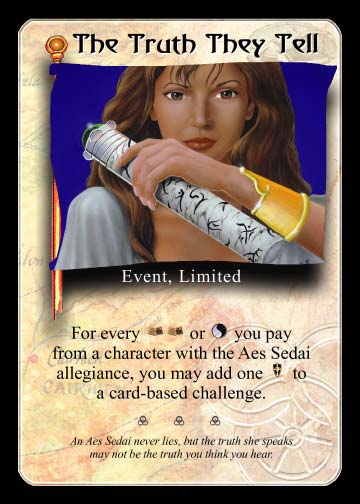 The Truth They Tell
Event, Limited
For every or you pay
from a character with the Aes Sedai
allegiance, you may add one to
a card-based challenge.
An Aes Sedai never lies, but the truth she speaks
may not be the truth you think you hear.